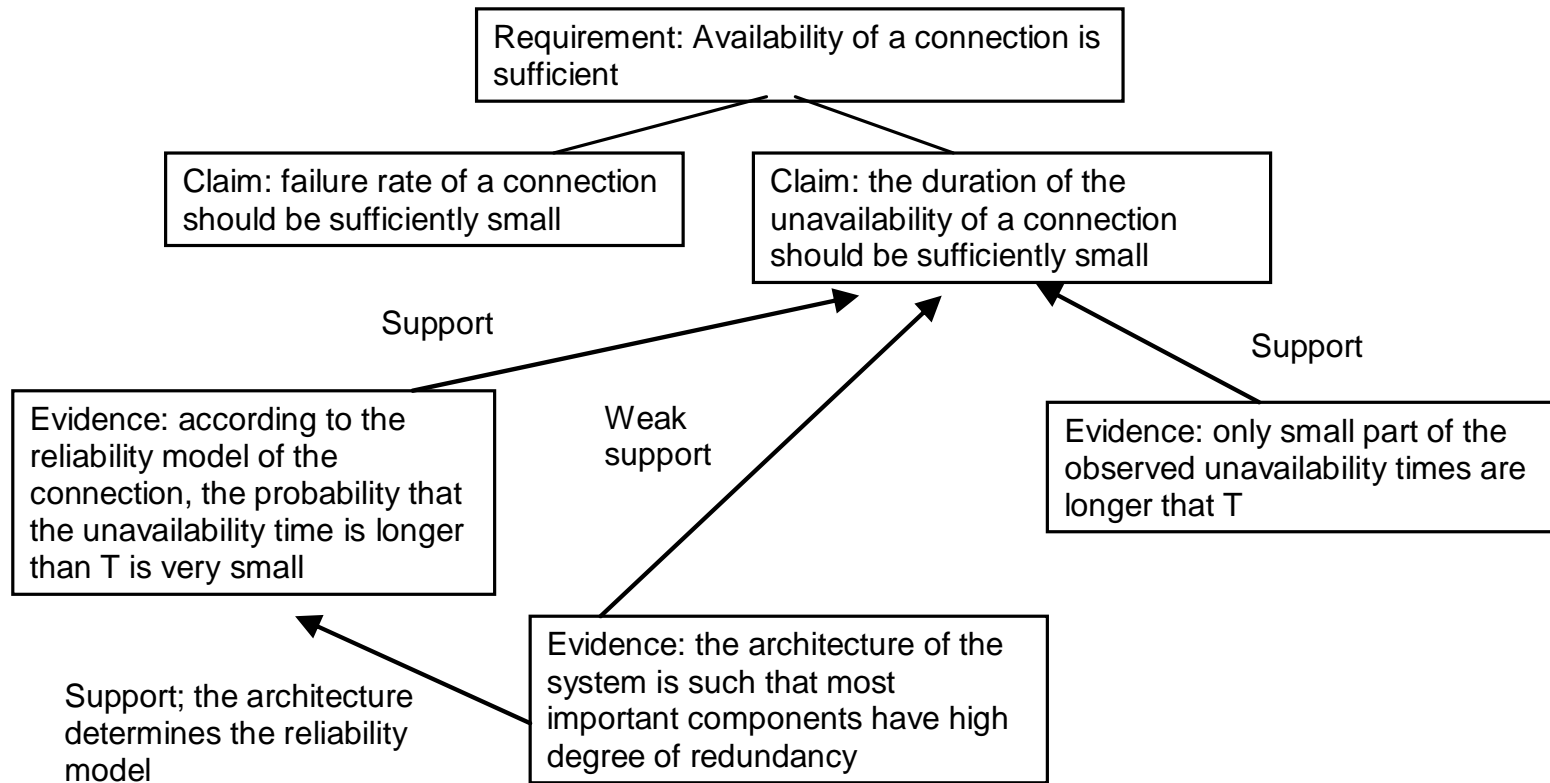 Requirement: Availability of a connection is
sufficient
Claim: failure rate of a connection
should be sufficiently small
Claim: the duration of the
unavailability of a connection
should be sufficiently small
Support
Support
Weak
support
Evidence: according to the
reliability model of the
connection, the probability that
the unavailability time is longer
than T is very small
Evidence: only small part of the
observed unavailability times are
longer that T
Evidence: the architecture of the
system is such that most
important components have high
degree of redundancy
Support; the architecture
determines the reliability
model